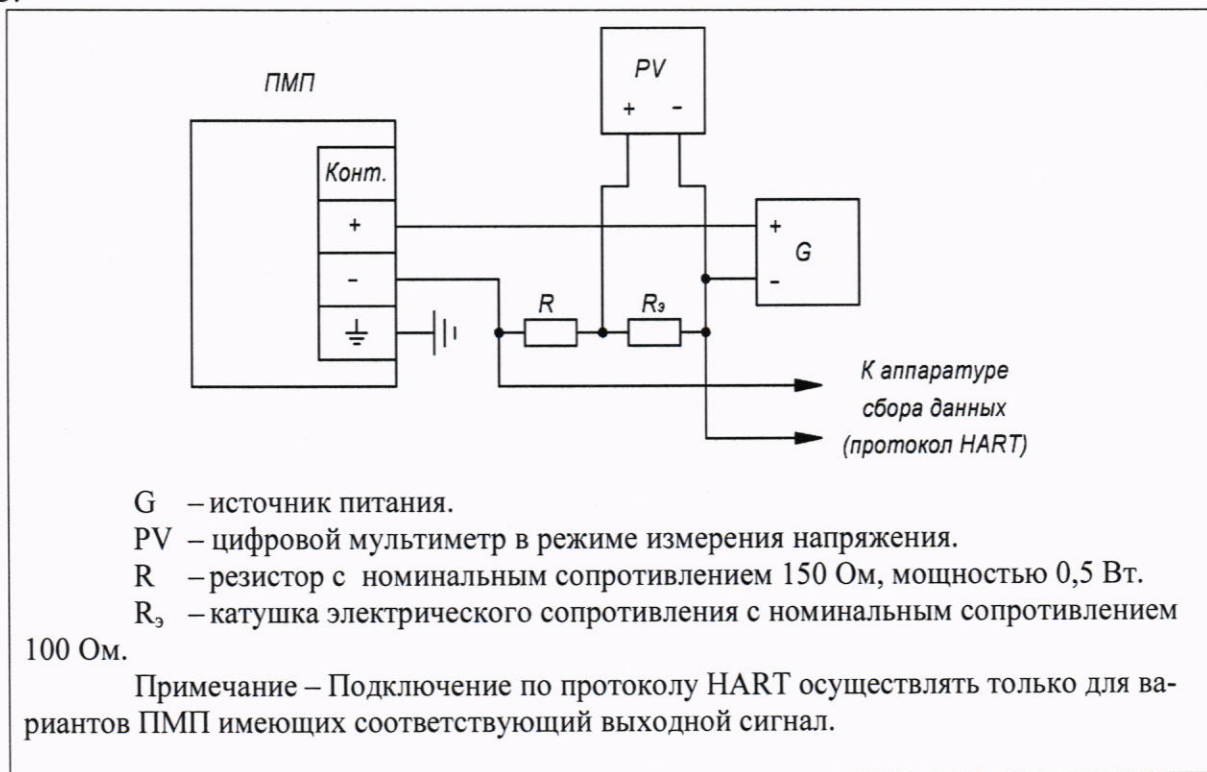 ПМП
PV
+ -
Конт.
+
+
G
-
-
R
Rэ
К аппаратуре
сбора данных
(протокол HART)
G – источник питания.
PV – цифровой мультиметр в режиме измерения напряжения.
R – резистор с номинальным сопротивлением 150 Ом, мощностью 0,5 Вт.
Rэ – катушка электрического сопротивления с номинальным сопротивлением
100 Ом.
Примечание – Подключение по протоколу HART осуществлять только для ва-
риантов ПМП имеющих соответствующий выходной сигнал.